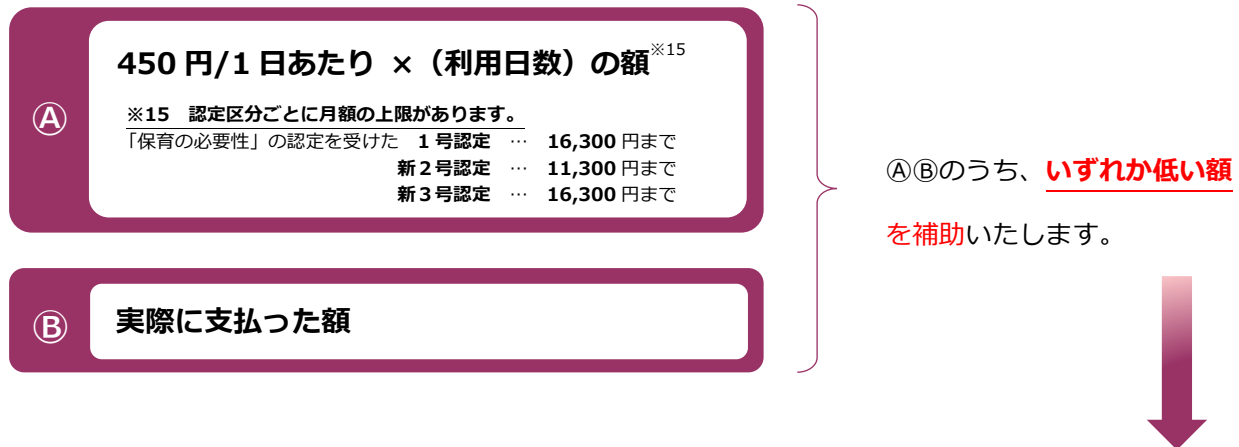 Ⓐ
450 円/1 日あたり ×（利用日数）の額※15
※15 認定区分ごとに月額の上限があります。
「保育の必要性」の認定を受けた 1 号認定 … 16,300 円まで
新２号認定 … 11,300 円まで
新３号認定 … 16,300 円まで
Ⓑ
実際に支払った額
ⒶⒷのうち、いずれか低い額
を補助いたします。